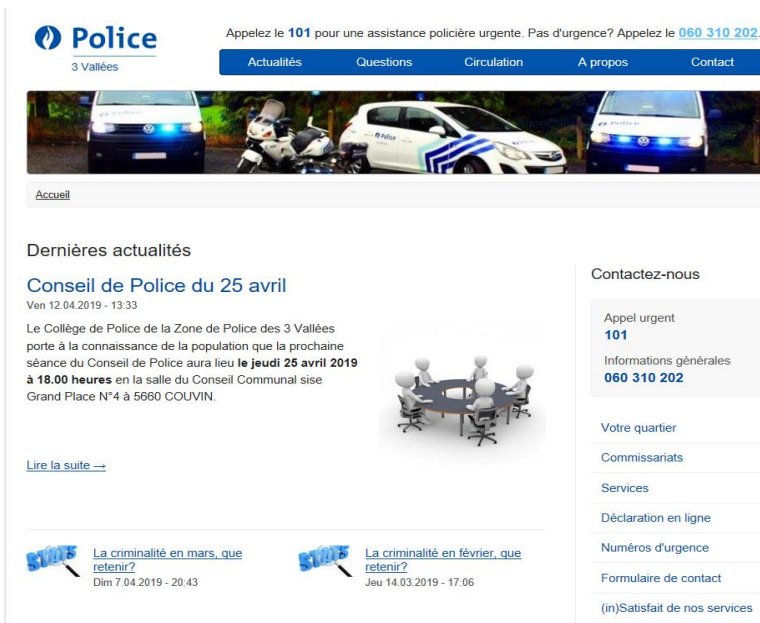 Police
3 Vallées
Appelez le 101 pour une assistance policière urgente. Pas d'urgence? Appelez le 060 310 202.
Actualités Questions Circulation A propos Contact
Accueil
Dernières actualités
Conseil de Police du 25 avril
Ven 12.04.2019 - 13:33
Le Collège de Police de la Zone de Police des 3 Vallées
porte à la connaissance de la population que la prochaine
séance du Conseil de Police aura lieu le jeudi 25 avril 2019
à 18.00 heures en la salle du Conseil Communal sise
Grand Place N°4 à 5660 COUVIN.
Lire la suite →
STATS
La criminalité en mars, que
retenir?
Dim 7.04.2019 - 20:43
STATS
La criminalité en février, que
retenir?
Jeu 14.03.2019 - 17:06
Contactez-nous
Appel urgent
101
Informations générales
060 310 202
Votre quartier
Commissariats
Services
Déclaration en ligne
Numéros d'urgence
Formulaire de contact
(in)Satisfait de nos services